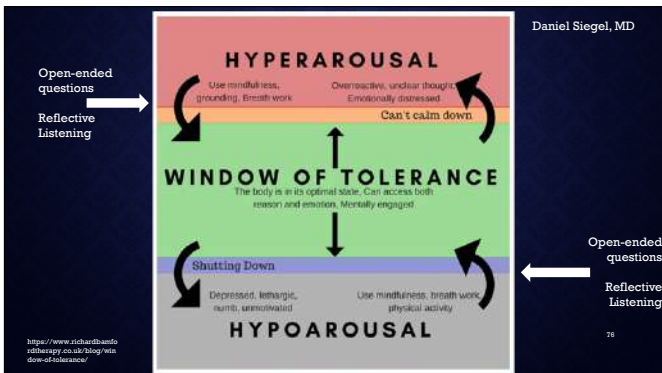 Daniel Siegel, MD
Open-ended
questions
Reflective
Listening
HYPERAROUSAL
Use mindfulness,
grounding, Breath work
Overreactive, unclear thought,
Emotionally distressed
Can't calm down
WINDOW OF TOLERANCE
The body is in its optimal state, Can access both
reason and emotion, Mentally engaged
Shutting Down
Depressed, lethargic,
numb, unmotivated
Use mindfulness, breath work,
physical activity
HYPOAROUSAL
Open-ended
questions
Reflective
Listening
76
https://www.richardbamfo
rdtherapy.co.uk/blog/win
dow-of-tolerance/